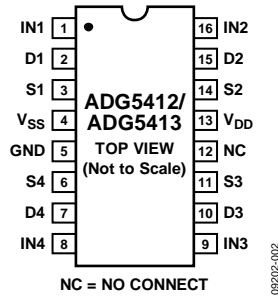 IN1 1 16 IN2
D1 2 15 D2
S1 3 14 S2
ADG5412/
ADG5413
VSS 4 13 VDD
TOP VIEW
(Not to Scale)
GND 5 12 NC
S4 6 11 S3
D4 7 10 D3
IN4 8 9 IN3
NC = NO CONNECT
09202-002